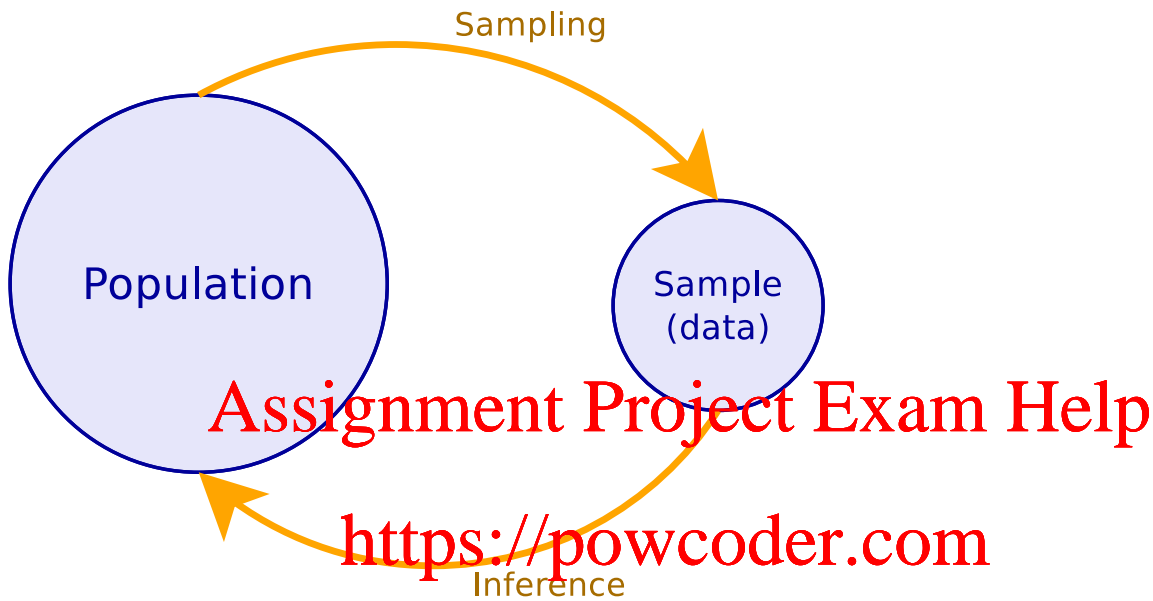 Sampling
Population
Sample
(data)
Assignment Project Exam Help
https://powcoder.com
Inference